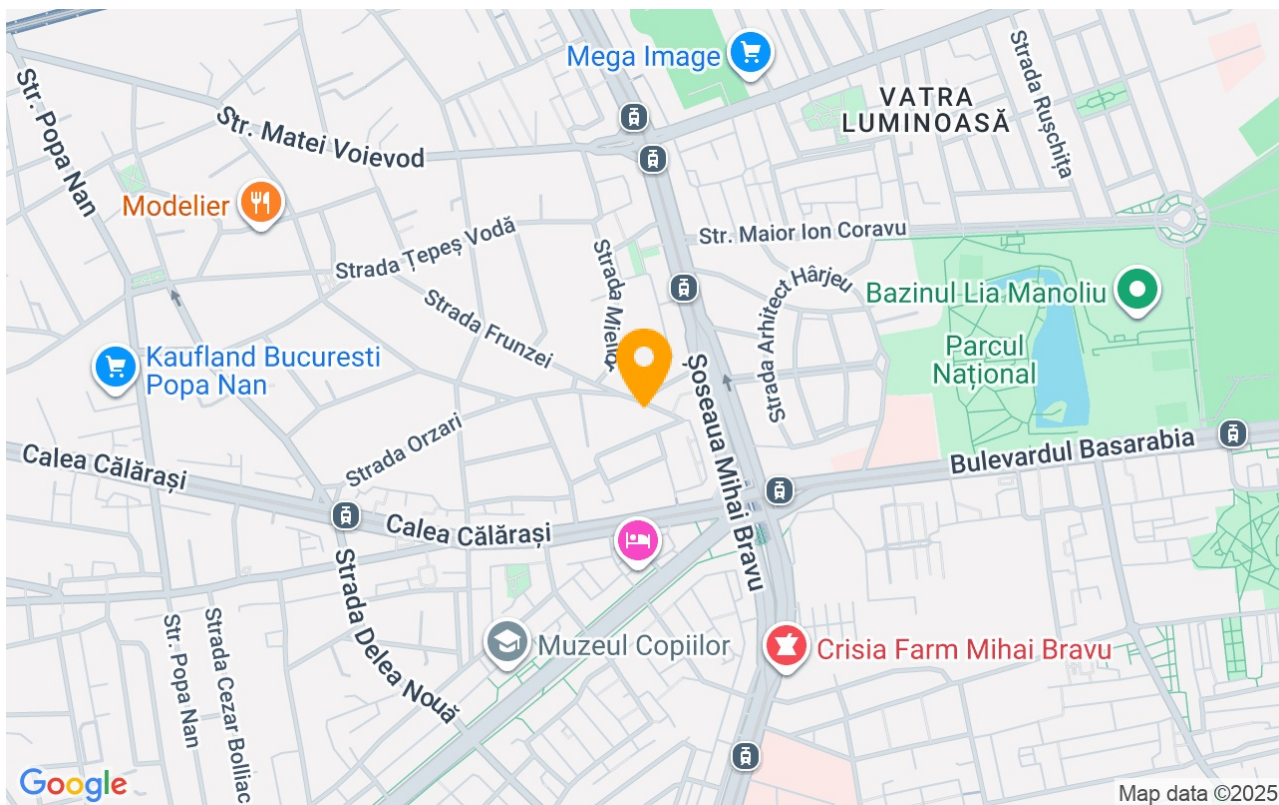 Mega Image
VATRA
LUMINOASĂ
Strada Rușchița
Str. Popa Nan
Str. Matei Voievod
Modelier
Strada Țepeș Vodă
Strada Mielului
Str. Maior Ion Coravu
Strada Arhitect Hârjeu
Bazinul Lia Manoliu
Parcul
Național
Strada Frunzei
Kaufland Bucuresti
Popa Nan
Șoseaua Mihai Bravu
Strada Orzari
Calea Călărași
Bulevardul Basarabia
Calea Călărași
Strada Delea Nouă
Muzeul Copiilor
Crisia Farm Mihai Bravu
Str. Popa Nan
Strada Cezar Bolliac
Google
Map data ©2025